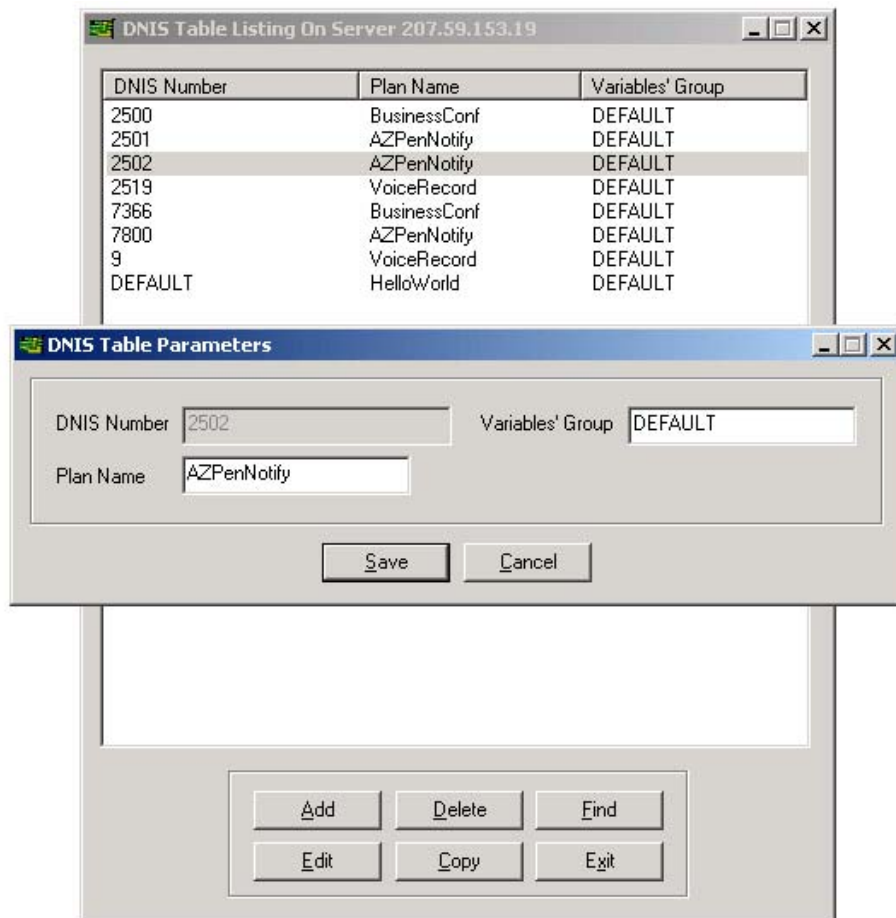 DNIS Table Listing On Server 207.59.153.19
DNIS Number Plan Name Variables' Group
2500 BusinessConf DEFAULT
2501 AZPenNotify DEFAULT
2502 AZPenNotify DEFAULT
2519 VoiceRecord DEFAULT
7366 BusinessConf DEFAULT
7800 AZPenNotify DEFAULT
9 VoiceRecord DEFAULT
DEFAULT HelloWorld DEFAULT
DNIS Table Parameters
DNIS Number 2502 Variables' Group DEFAULT
Plan Name AZPenNotify
Save Cancel
Add Delete Find
Edit Copy Exit